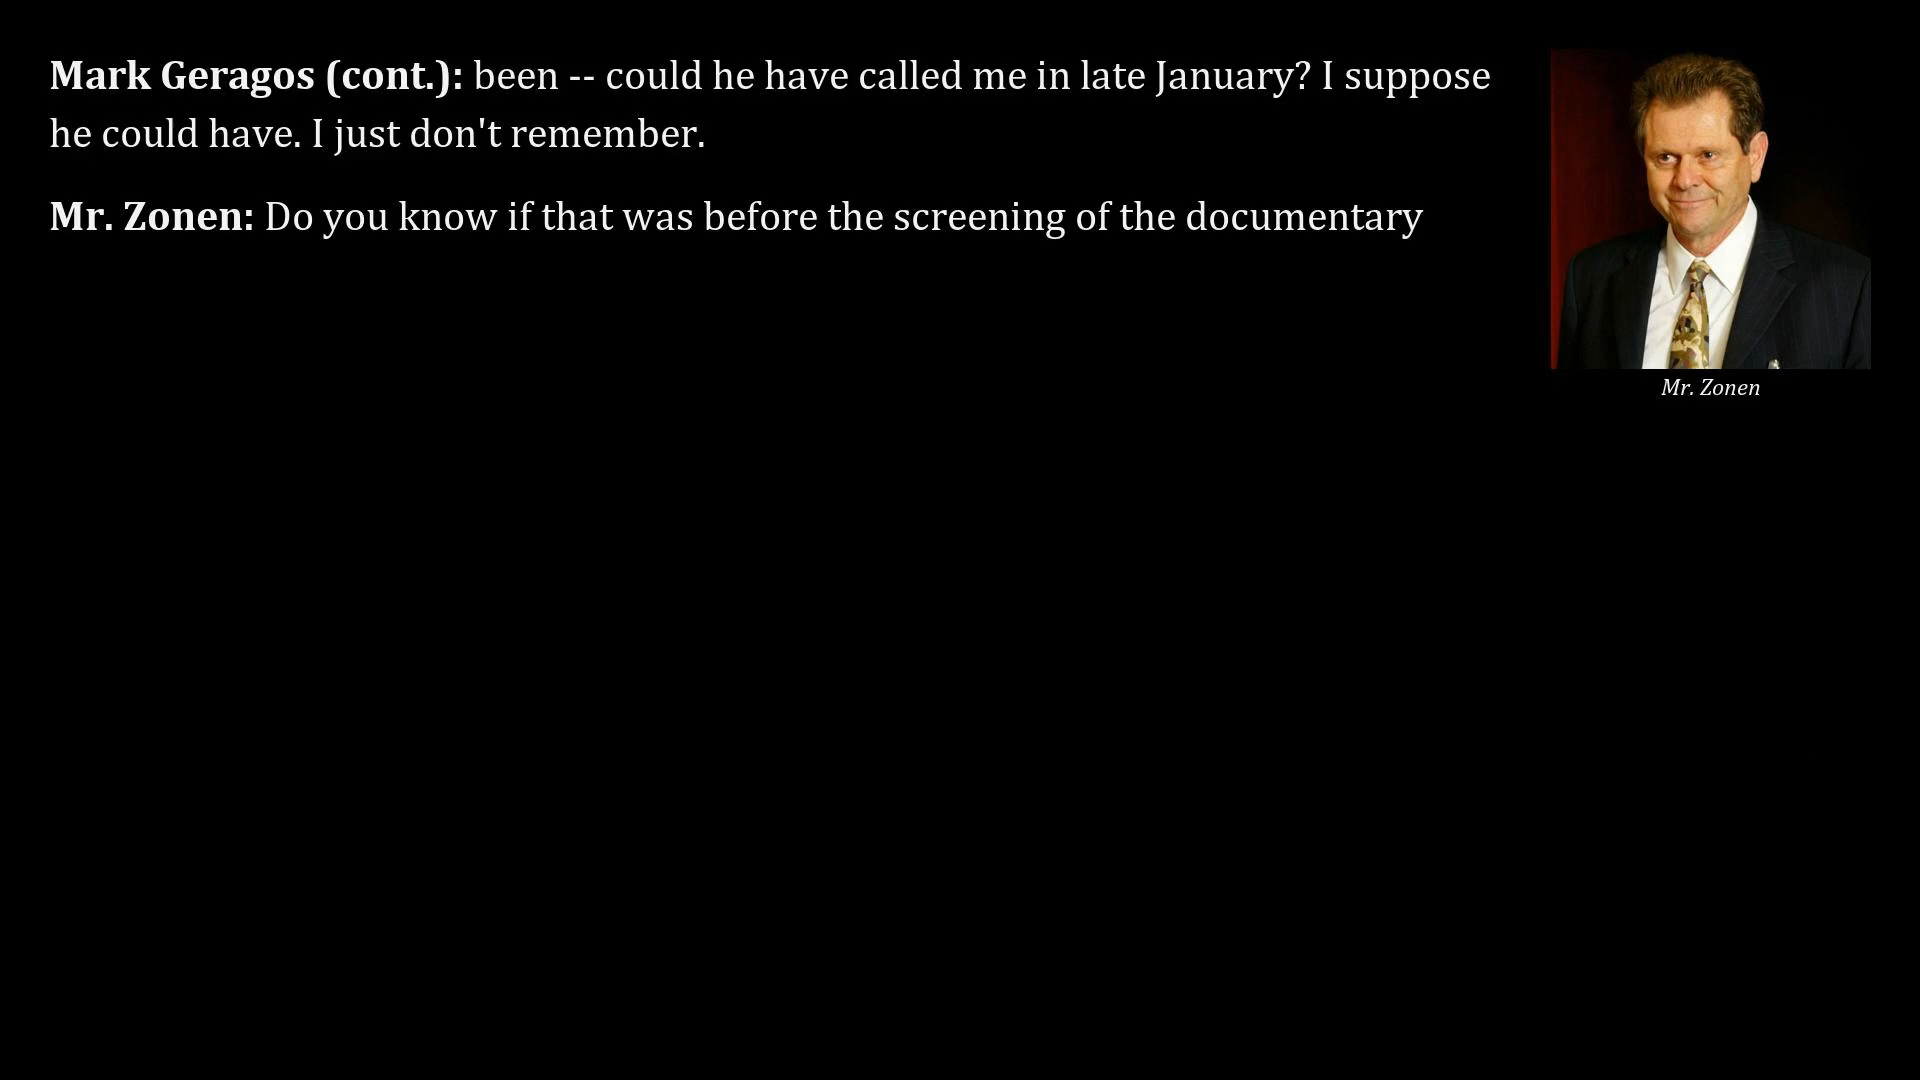 Mark Geragos (cont.): been -- could he have called me in late January? I suppose
he could have. I just don't remember.
Mr. Zonen: Do you know if that was before the screening of the documentary
Mr. Zonen